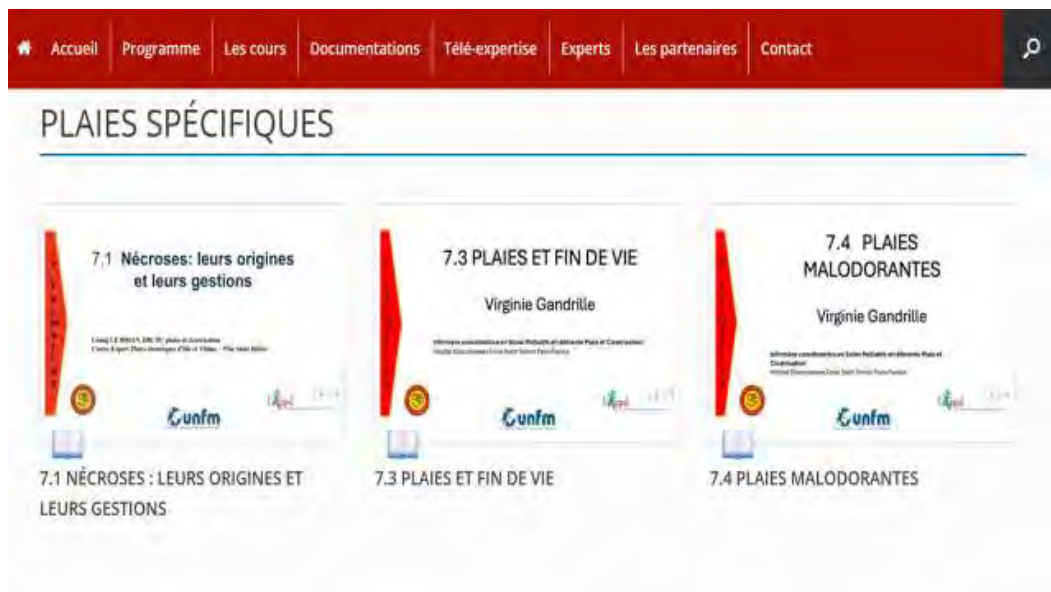 Accueil Programme Les cours Documentations Télé-expertise Experts Les partenaires Contact
PLAIES SPÉCIFIQUES
7.1 Nécroses: leurs origines
et leurs gestions
unfm
7.1 NÉCROSES : LEURS ORIGINES ET
LEURS GESTIONS
7.3 PLAIES ET FIN DE VIE
Virginie Gandrille
unfm
7.3 PLAIES ET FIN DE VIE
7.4 PLAIES
MALODORANTES
Virginie Gandrille
unfm
7.4 PLAIES MALODORANTES